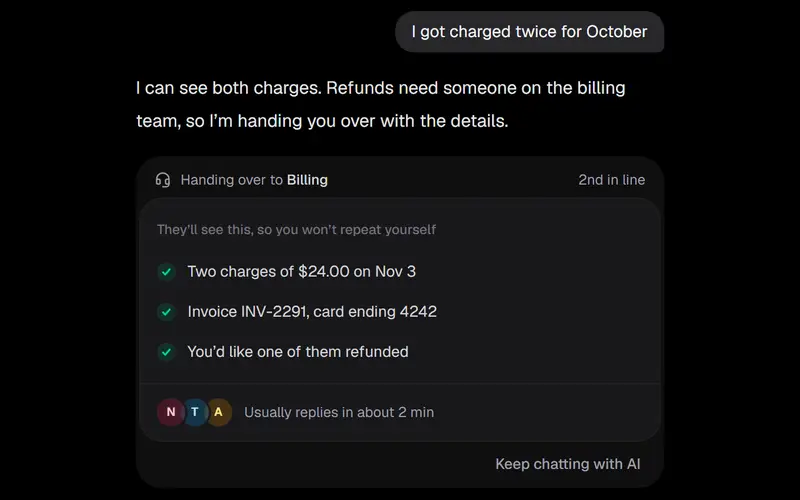 I got charged twice for October
I can see both charges. Refunds need someone on the billing
team, so I’m handing you over with the details.
Handing over to Billing
2nd in line
They’ll see this, so you won’t repeat yourself
Two charges of $24.00 on Nov 3
Invoice INV-2291, card ending 4242
You’d like one of them refunded
N T A Usually replies in about 2 min
Keep chatting with AI